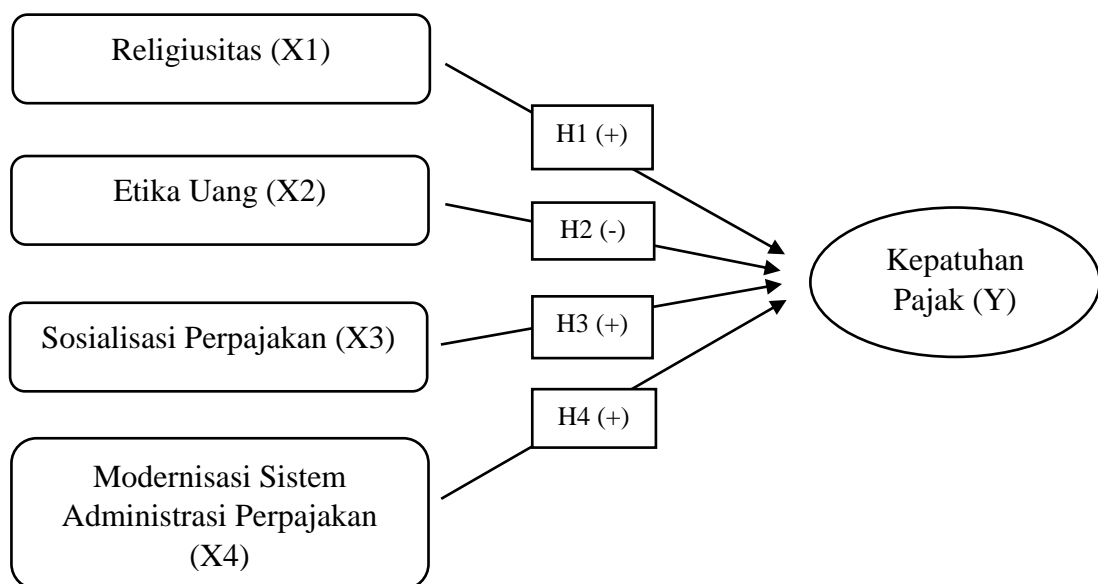 Religiusitas (X1)
H1 (+)
Etika Uang (X2)
H2 (-)
Kepatuhan
Pajak (Y)
Sosialisasi Perpajakan (X3)
H3 (+)
H4 (+)
Modernisasi Sistem
Administrasi Perpajakan
(X4)